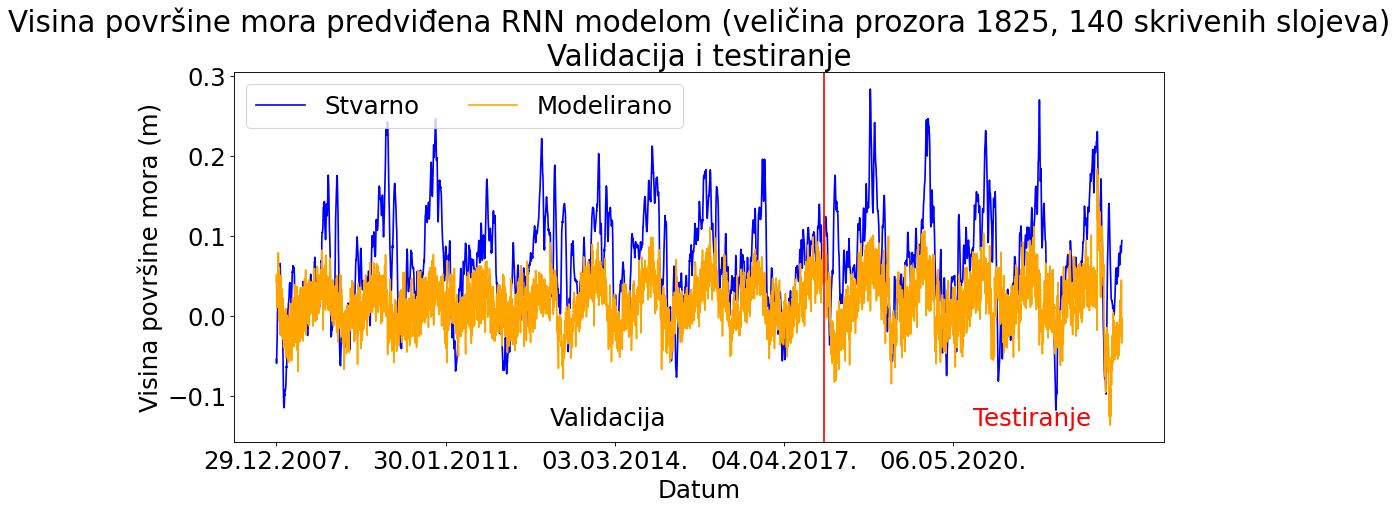 Visina površine mora predviđena RNN modelom (veličina prozora 1825, 140 skrivenih slojeva)
Validacija i testiranje
Stvarno
Modelirano
Visina površine mora (m)
0.3
0.2
0.1
0.0
−0.1
Validacija
Testiranje
29.12.2007.
30.01.2011.
03.03.2014.
04.04.2017.
06.05.2020.
Datum